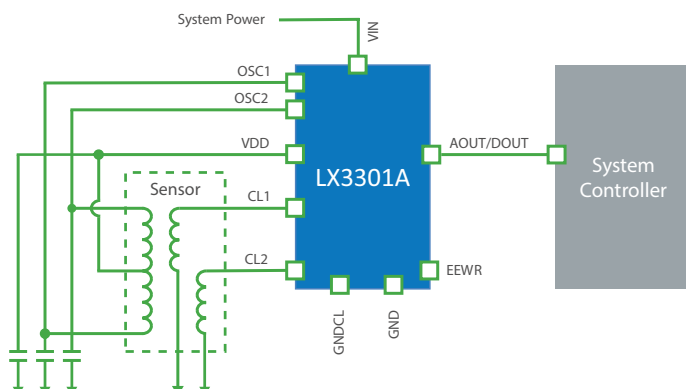 System Power
VIN
OSC1
OSC2
VDD
Sensor
CL1
CL2
LX3301A
AOUT/DOUT
System
Controller
EEWR
GNDCL
GND